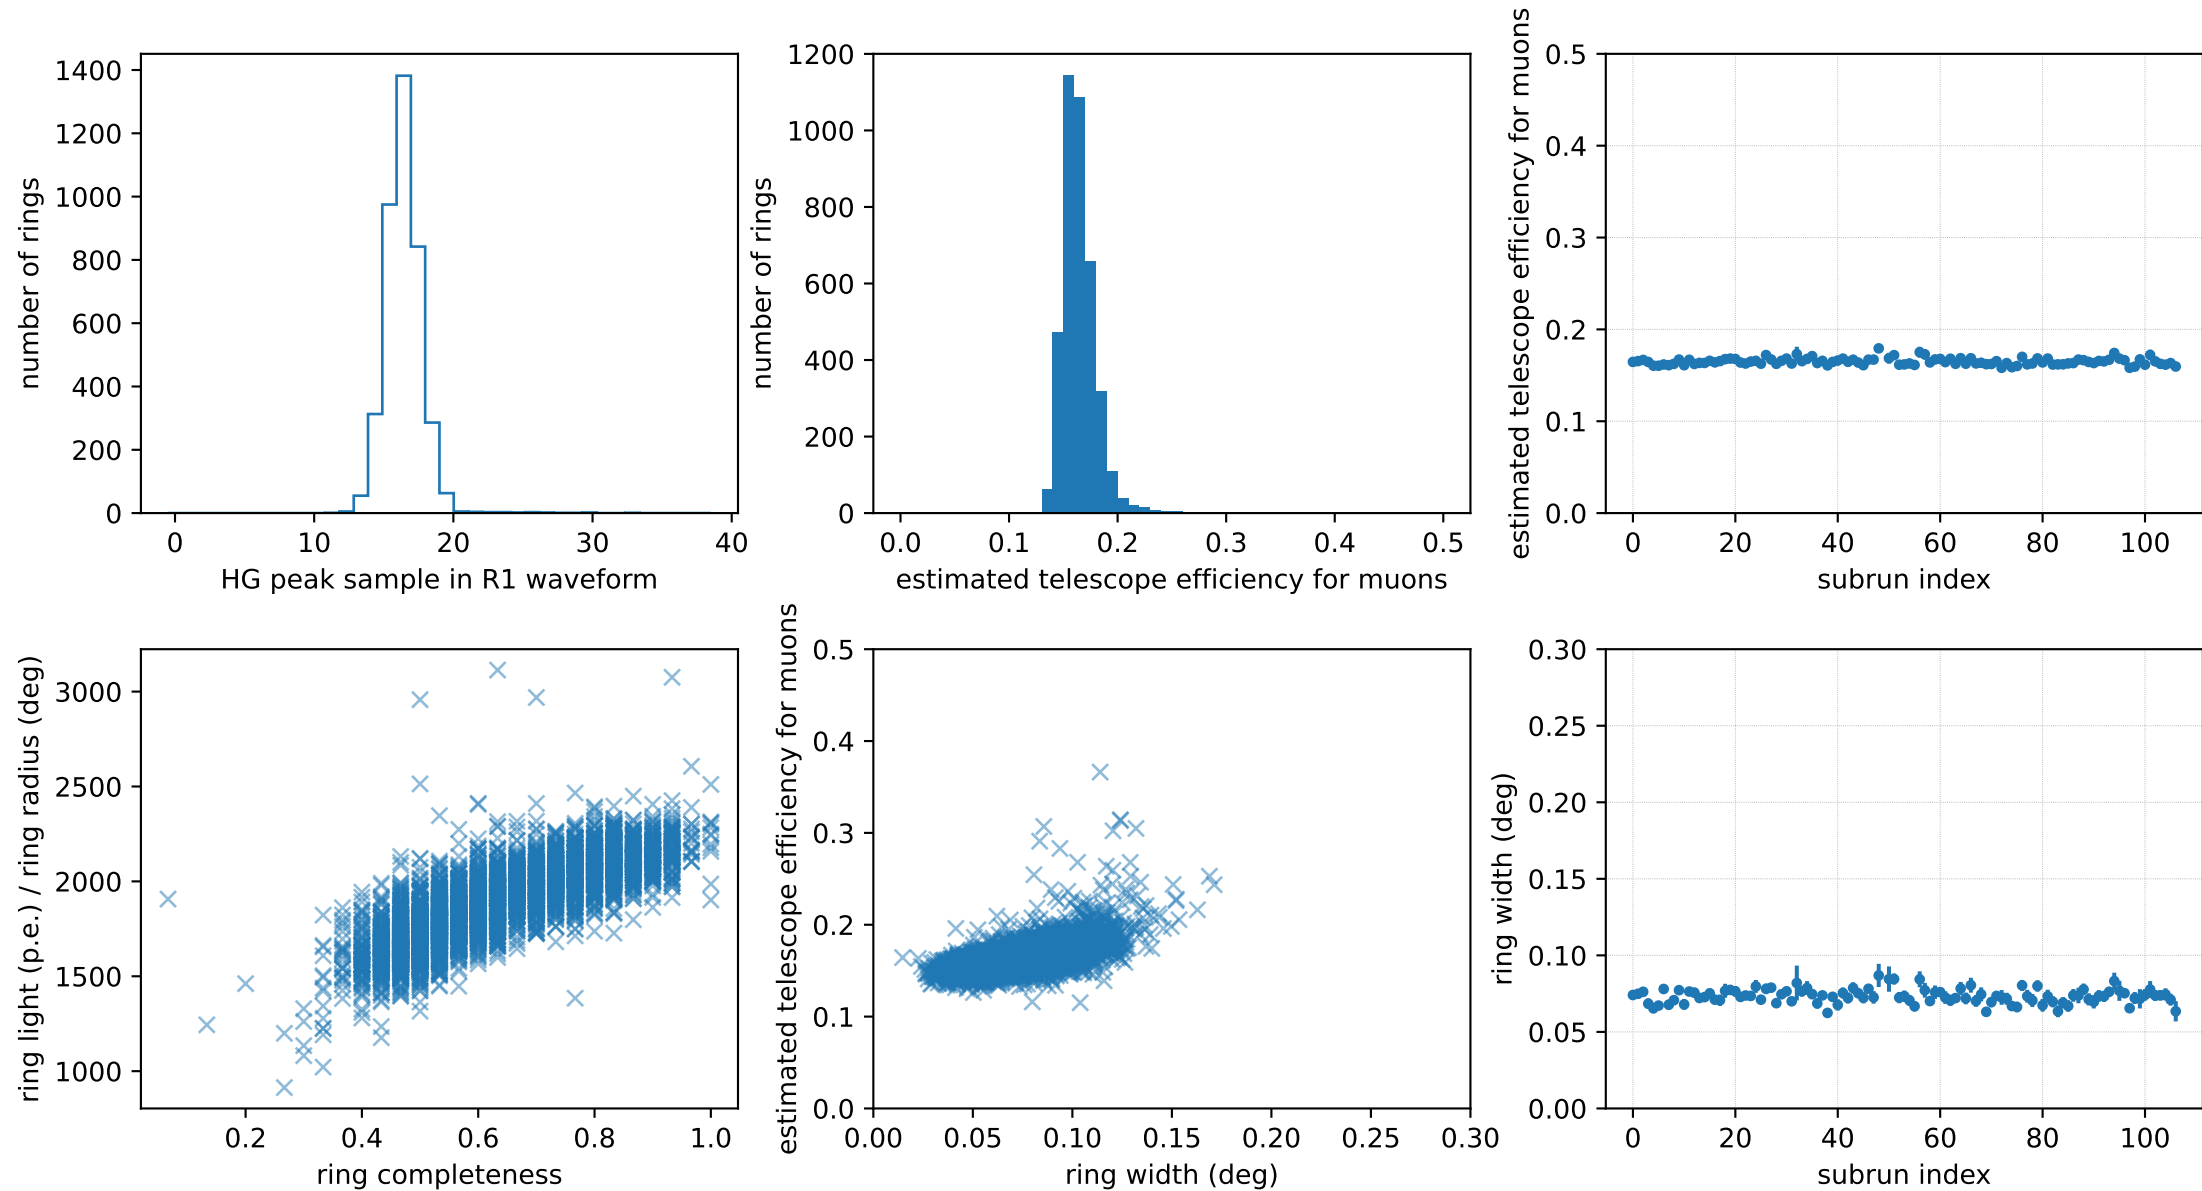 1400
1200
1000
800
600
400
200
0
number of rings
0 10 20 30 40
HG peak sample in R1 waveform
1200
1000
800
600
400
200
0
number of rings
0.0 0.1 0.2 0.3 0.4 0.5
estimated telescope efficiency for muons
0.5
0.4
0.3
0.2
0.1
0.0
estimated telescope efficiency for muons
0 20 40 60 80 100
subrun index
3000
2500
2000
1500
1000
ring light (p.e.) / ring radius (deg)
0.2 0.4 0.6 0.8 1.0
ring completeness
0.5
0.4
0.3
0.2
0.1
0.0
estimated telescope efficiency for muons
0.00 0.05 0.10 0.15 0.20 0.25 0.30
ring width (deg)
0.30
0.25
0.20
0.15
0.10
0.05
0.00
ring width (deg)
0 20 40 60 80 100
subrun index